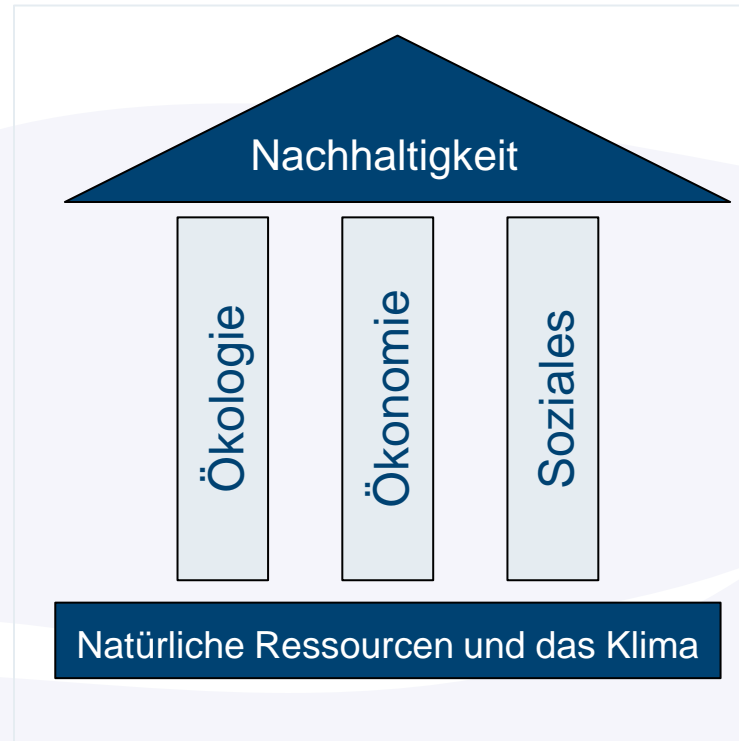 Nachhaltigkeit
Ökologie
Ökonomie
Soziales
Natürliche Ressourcen und das Klima